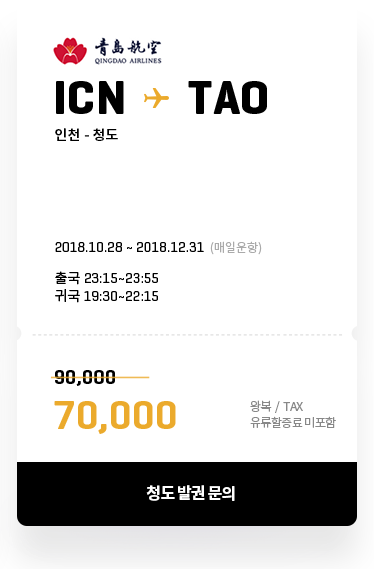 青島航空
QINGDAO AIRLINES
ICN TAO
인천 - 청도
2018.10.28 ~ 2018.12.31 (매일운항)
출국 23:15~23:55
귀국 19:30~22:15
90,000
70,000
왕복 / TAX
유류할증료 미포함
청도 발권 문의